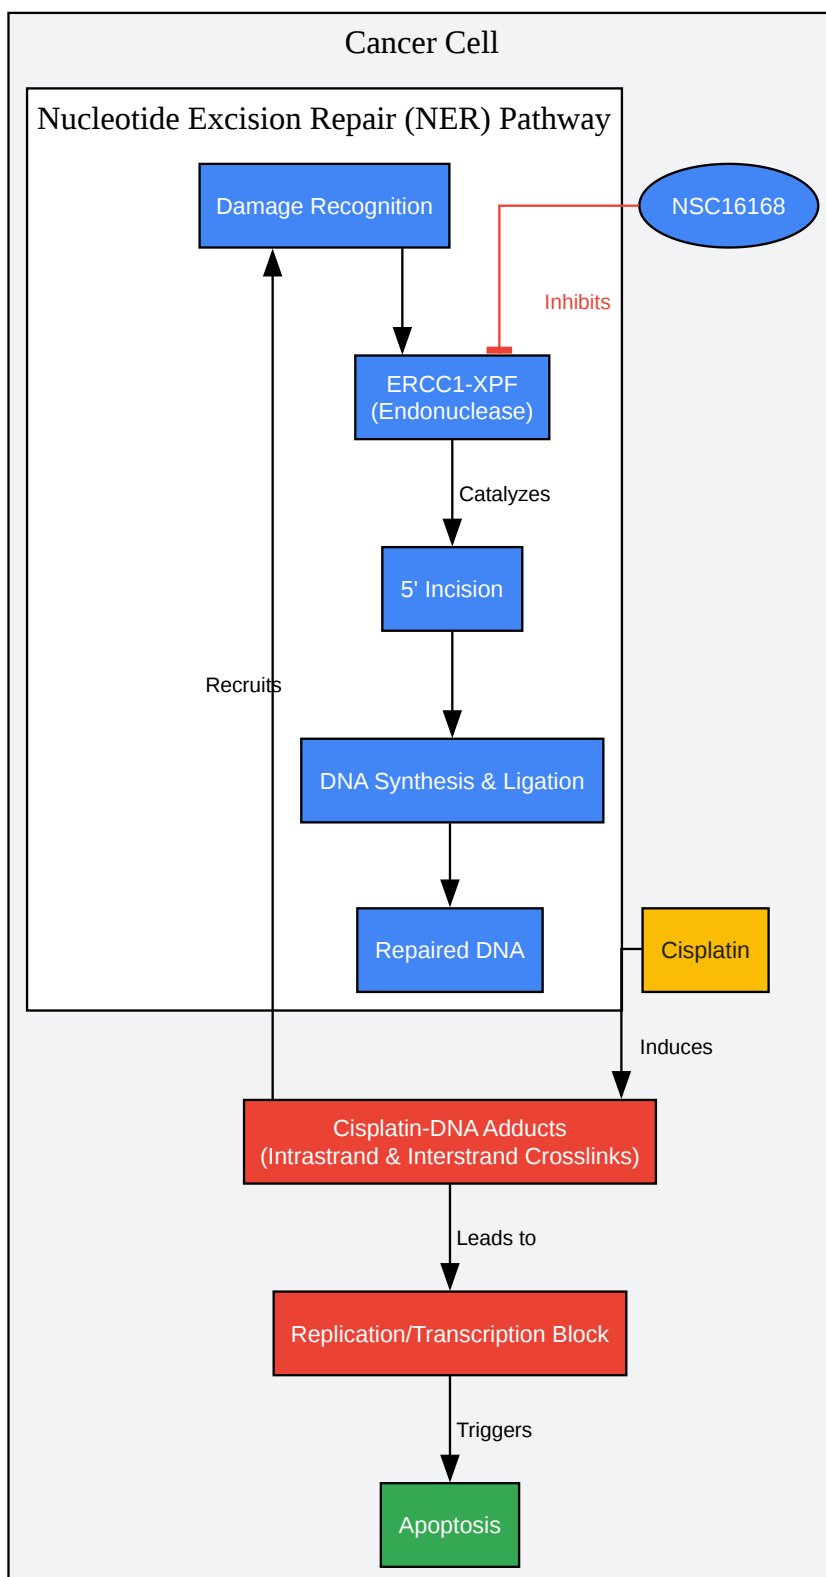 Cancer Cell
Nucleotide Excision Repair (NER) Pathway
Damage Recognition
NSC16168
Inhibits
ERCC1-XPF
(Endonuclease)
Catalyzes
5' Incision
Recruits
DNA Synthesis & Ligation
Repaired DNA
Cisplatin
Induces
Cisplatin-DNA Adducts
(Intrastrand & Interstrand Crosslinks)
Leads to
Replication/Transcription Block
Triggers
Apoptosis